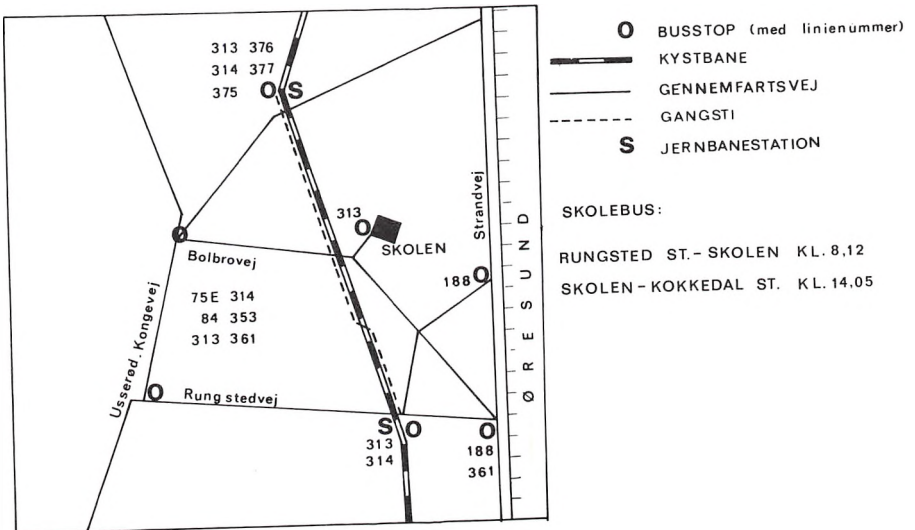 313 376
314 377
375 O S
313
O
SKOLEN
O
Bolbrovej
75E 314
84 353
313 361
Usserød. Kongevej
Strandvej
188 O
ØRESUND
O
Rungstedvej
S O
313
314
O
188
361
O BUSSTOP (med linienummer)
KYSTBANE
GENNEMFARTSVEJ
GANGSTI
S JERNBANESTATION
SKOLEBUS:
RUNGSTED ST.-SKOLEN KL. 8,12
SKOLEN-KOKKEDAL ST. KL. 14,05